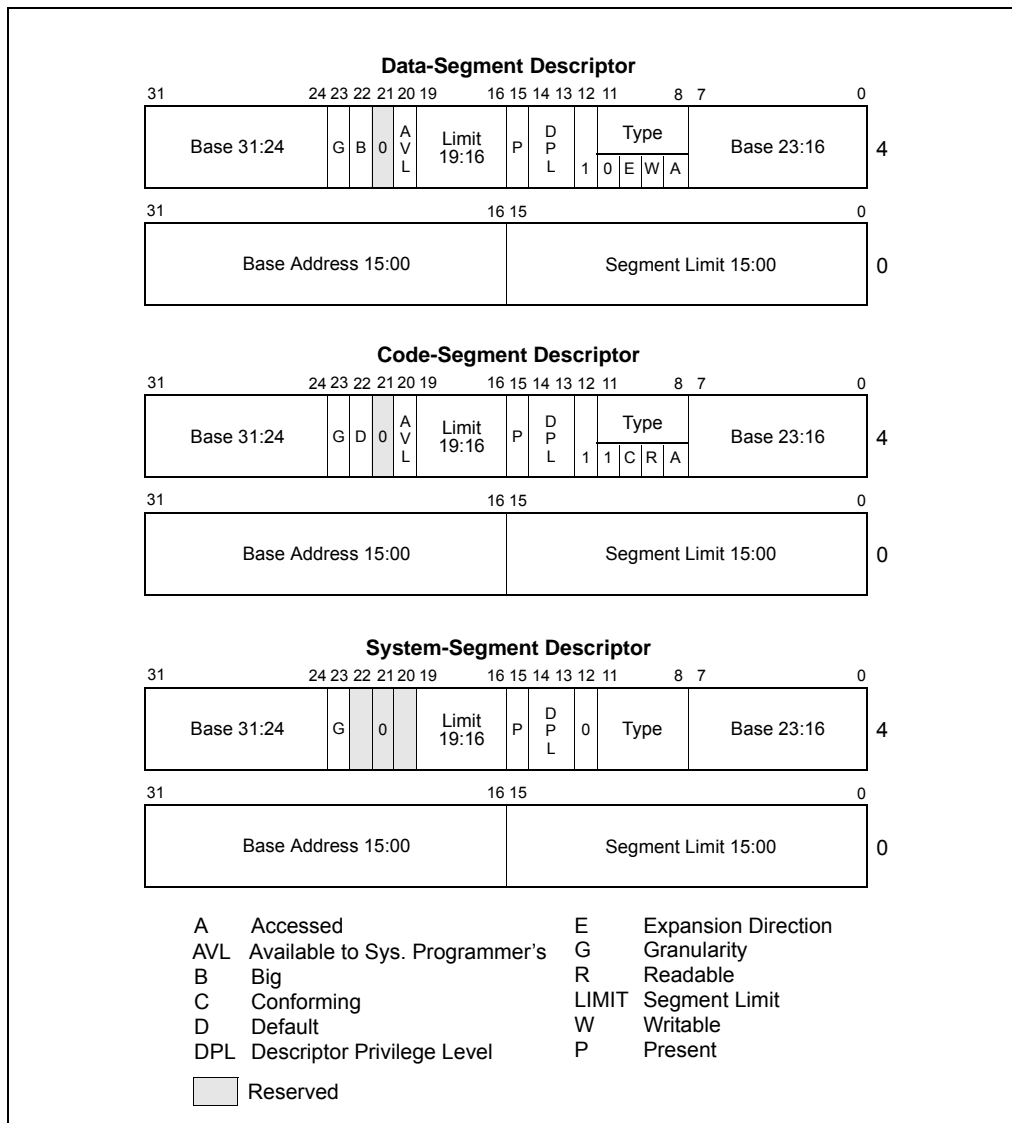 Data-Segment Descriptor
31 24 23 22 21 20 19 16 15 14 13 12 11 8 7 0
Base 31:24 G B 0 AVL Limit 19:16 P DPL 1 Type 0 E W A Base 23:16 4
31 16 15 0
Base Address 15:00 Segment Limit 15:00 0
Code-Segment Descriptor
31 24 23 22 21 20 19 16 15 14 13 12 11 8 7 0
Base 31:24 G D 0 AVL Limit 19:16 P DPL 1 Type 1 C R A Base 23:16 4
31 16 15 0
Base Address 15:00 Segment Limit 15:00 0
System-Segment Descriptor
31 24 23 22 21 20 19 16 15 14 13 12 11 8 7 0
Base 31:24 G 0 Limit 19:16 P DPL 0 Type Base 23:16 4
31 16 15 0
Base Address 15:00 Segment Limit 15:00 0
A Accessed
AVL Available to Sys. Programmer's
B Big
C Conforming
D Default
DPL Descriptor Privilege Level
E Expansion Direction
G Granularity
R Readable
LIMIT Segment Limit
W Writable
P Present
Reserved